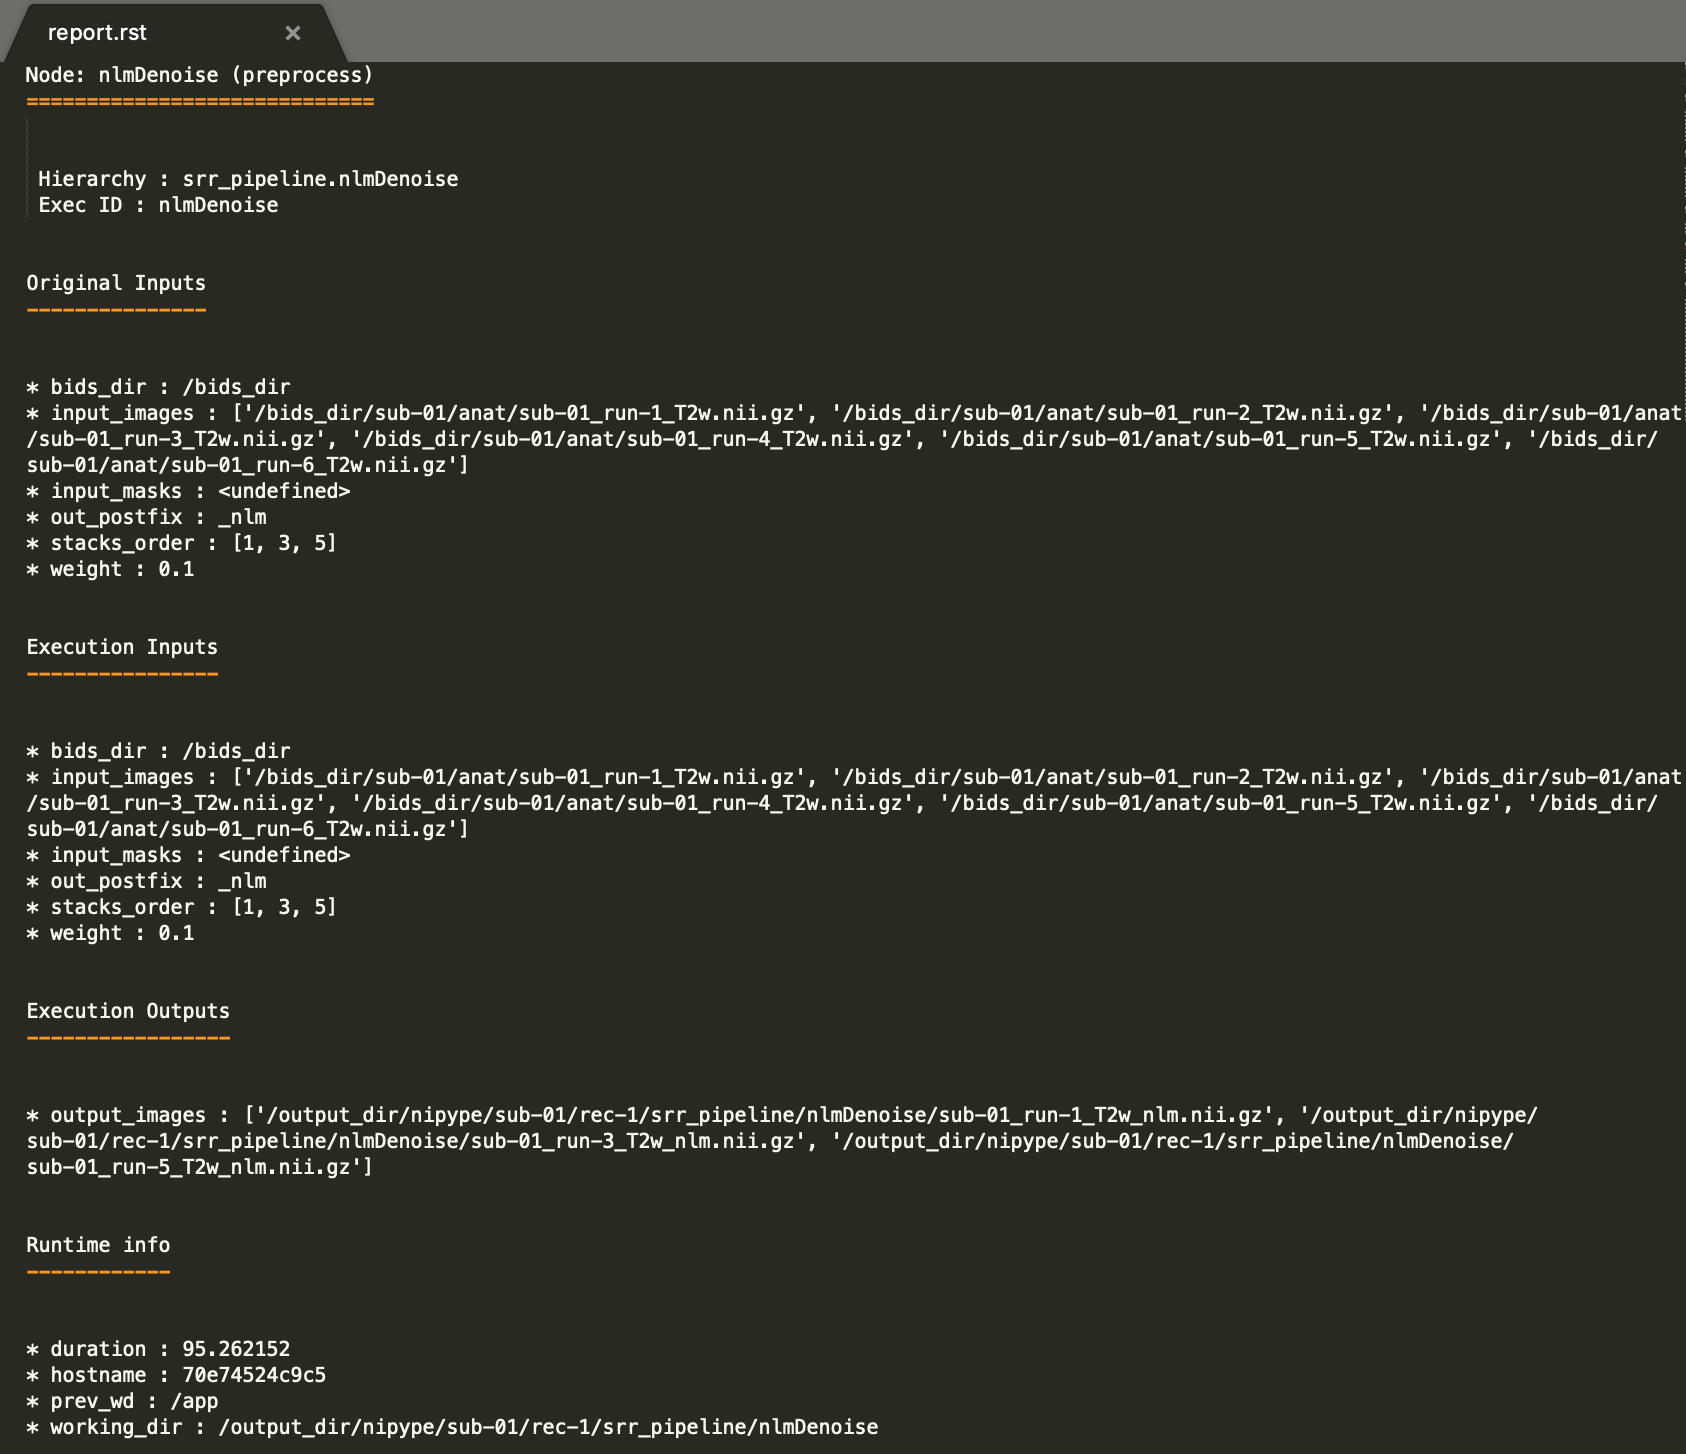 report.rst ×
Node: nlmDenoise (preprocess)
=============================
Hierarchy : srr_pipeline.nlmDenoise
Exec ID : nlmDenoise
Original Inputs
---------------
* bids_dir : /bids_dir
* input_images : ['/bids_dir/sub-01/anat/sub-01_run-1_T2w.nii.gz', '/bids_dir/sub-01/anat/sub-01_run-2_T2w.nii.gz', '/bids_dir/sub-01/anat
/sub-01_run-3_T2w.nii.gz', '/bids_dir/sub-01/anat/sub-01_run-4_T2w.nii.gz', '/bids_dir/sub-01/anat/sub-01_run-5_T2w.nii.gz', '/bids_dir/
sub-01/anat/sub-01_run-6_T2w.nii.gz']
* input_masks : <undefined>
* out_postfix : _nlm
* stacks_order : [1, 3, 5]
* weight : 0.1
Execution Inputs
----------------
* bids_dir : /bids_dir
* input_images : ['/bids_dir/sub-01/anat/sub-01_run-1_T2w.nii.gz', '/bids_dir/sub-01/anat/sub-01_run-2_T2w.nii.gz', '/bids_dir/sub-01/anat
/sub-01_run-3_T2w.nii.gz', '/bids_dir/sub-01/anat/sub-01_run-4_T2w.nii.gz', '/bids_dir/sub-01/anat/sub-01_run-5_T2w.nii.gz', '/bids_dir/
sub-01/anat/sub-01_run-6_T2w.nii.gz']
* input_masks : <undefined>
* out_postfix : _nlm
* stacks_order : [1, 3, 5]
* weight : 0.1
Execution Outputs
-----------------
* output_images : ['/output_dir/nipype/sub-01/rec-1/srr_pipeline/nlmDenoise/sub-01_run-1_T2w_nlm.nii.gz', '/output_dir/nipype/
sub-01/rec-1/srr_pipeline/nlmDenoise/sub-01_run-3_T2w_nlm.nii.gz', '/output_dir/nipype/sub-01/rec-1/srr_pipeline/nlmDenoise/
sub-01_run-5_T2w_nlm.nii.gz']
Runtime info
------------
* duration : 95.262152
* hostname : 70e74524c9c5
* prev_wd : /app
* working_dir : /output_dir/nipype/sub-01/rec-1/srr_pipeline/nlmDenoise